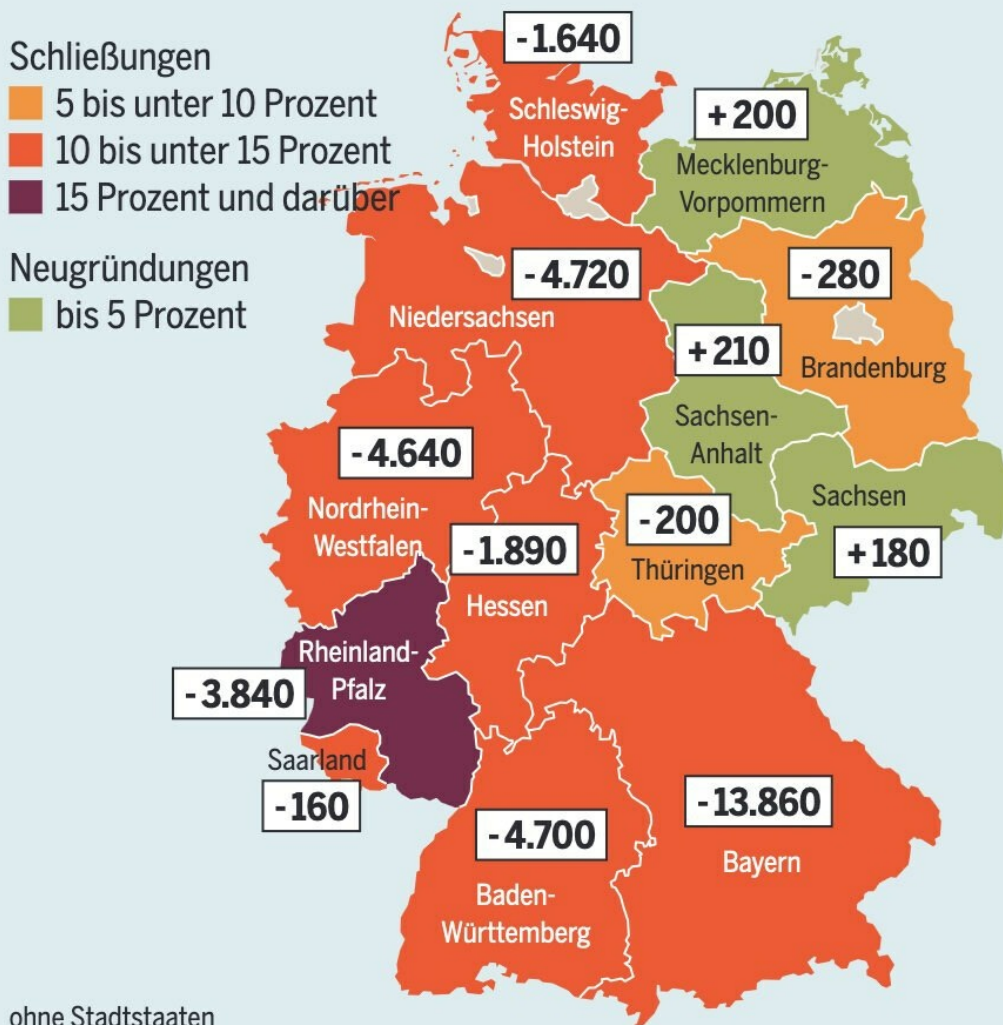 Schließungen
5 bis unter 10 Prozent
10 bis unter 15 Prozent
15 Prozent und darüber
Neugründungen
bis 5 Prozent
- 1.640
Schleswig-
Holstein
+ 200
Mecklenburg-
Vorpommern
- 4.720
Niedersachsen
- 280
Brandenburg
+ 210
Sachsen-
Anhalt
- 4.640
Nordrhein-
Westfalen
- 1.890
Hessen
- 200
Thüringen
Sachsen
+ 180
Rheinland-
Pfalz
- 3.840
Saarland
- 160
- 4.700
Baden-
Württemberg
- 13.860
Bayern
ohne Stadtstaaten